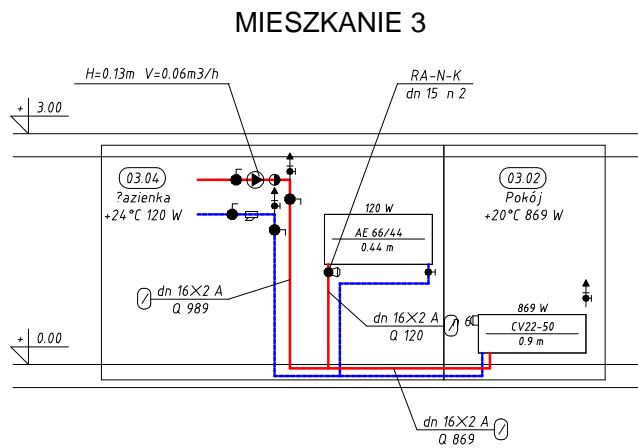 MIESZKANIE 3
H=0.13m V=0.06m3/h
RA-N-K
dn 15 n 2
+ 3.00
03.04
?azienka
+24°C 120 W
03.02
Pokój
+20°C 869 W
120 W
AE 66/44
0.44 m
dn 16X2 A
Q 989
dn 16X2 A
Q 120
n 6
869 W
CV22-50
0.9 m
+ 0.00
dn 16X2 A
Q 869